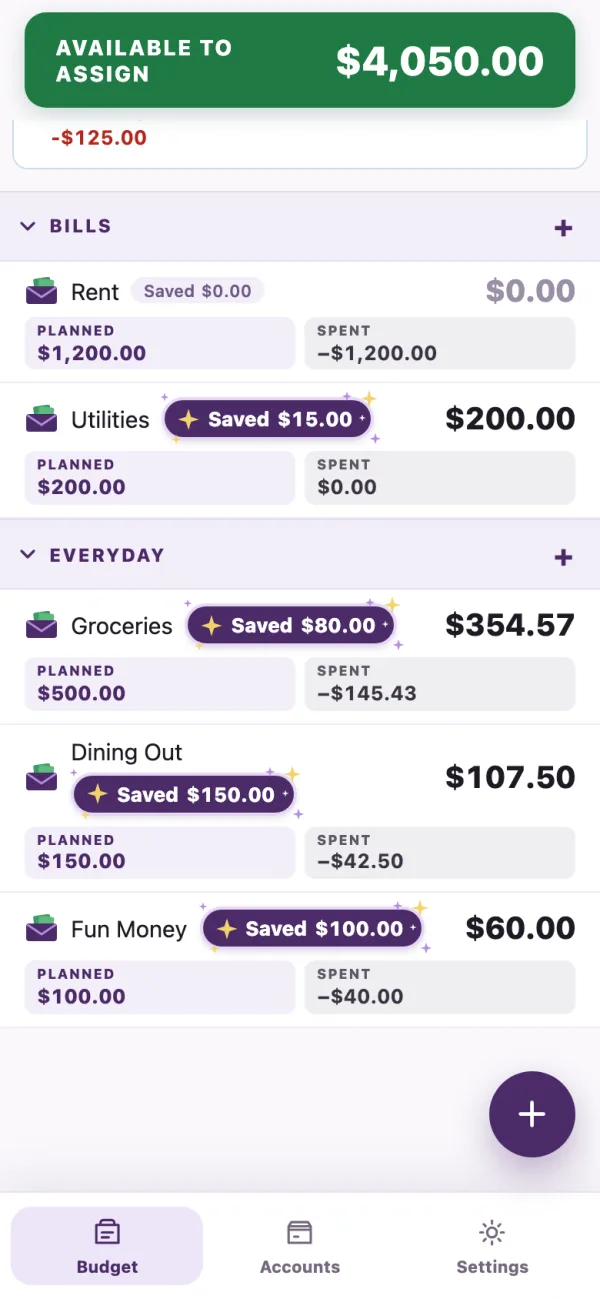 AVAILABLE TO
ASSIGN
$4,050.00
-$125.00
BILLS
+
Rent
Saved $0.00
$0.00
PLANNED
$1,200.00
SPENT
–$1,200.00
Utilities
Saved $15.00
$200.00
PLANNED
$200.00
SPENT
$0.00
EVERYDAY
+
Groceries
Saved $80.00
$354.57
PLANNED
$500.00
SPENT
–$145.43
Dining Out
Saved $150.00
$107.50
PLANNED
$150.00
SPENT
–$42.50
Fun Money
Saved $100.00
$60.00
PLANNED
$100.00
SPENT
–$40.00
+
Budget
Accounts
Settings